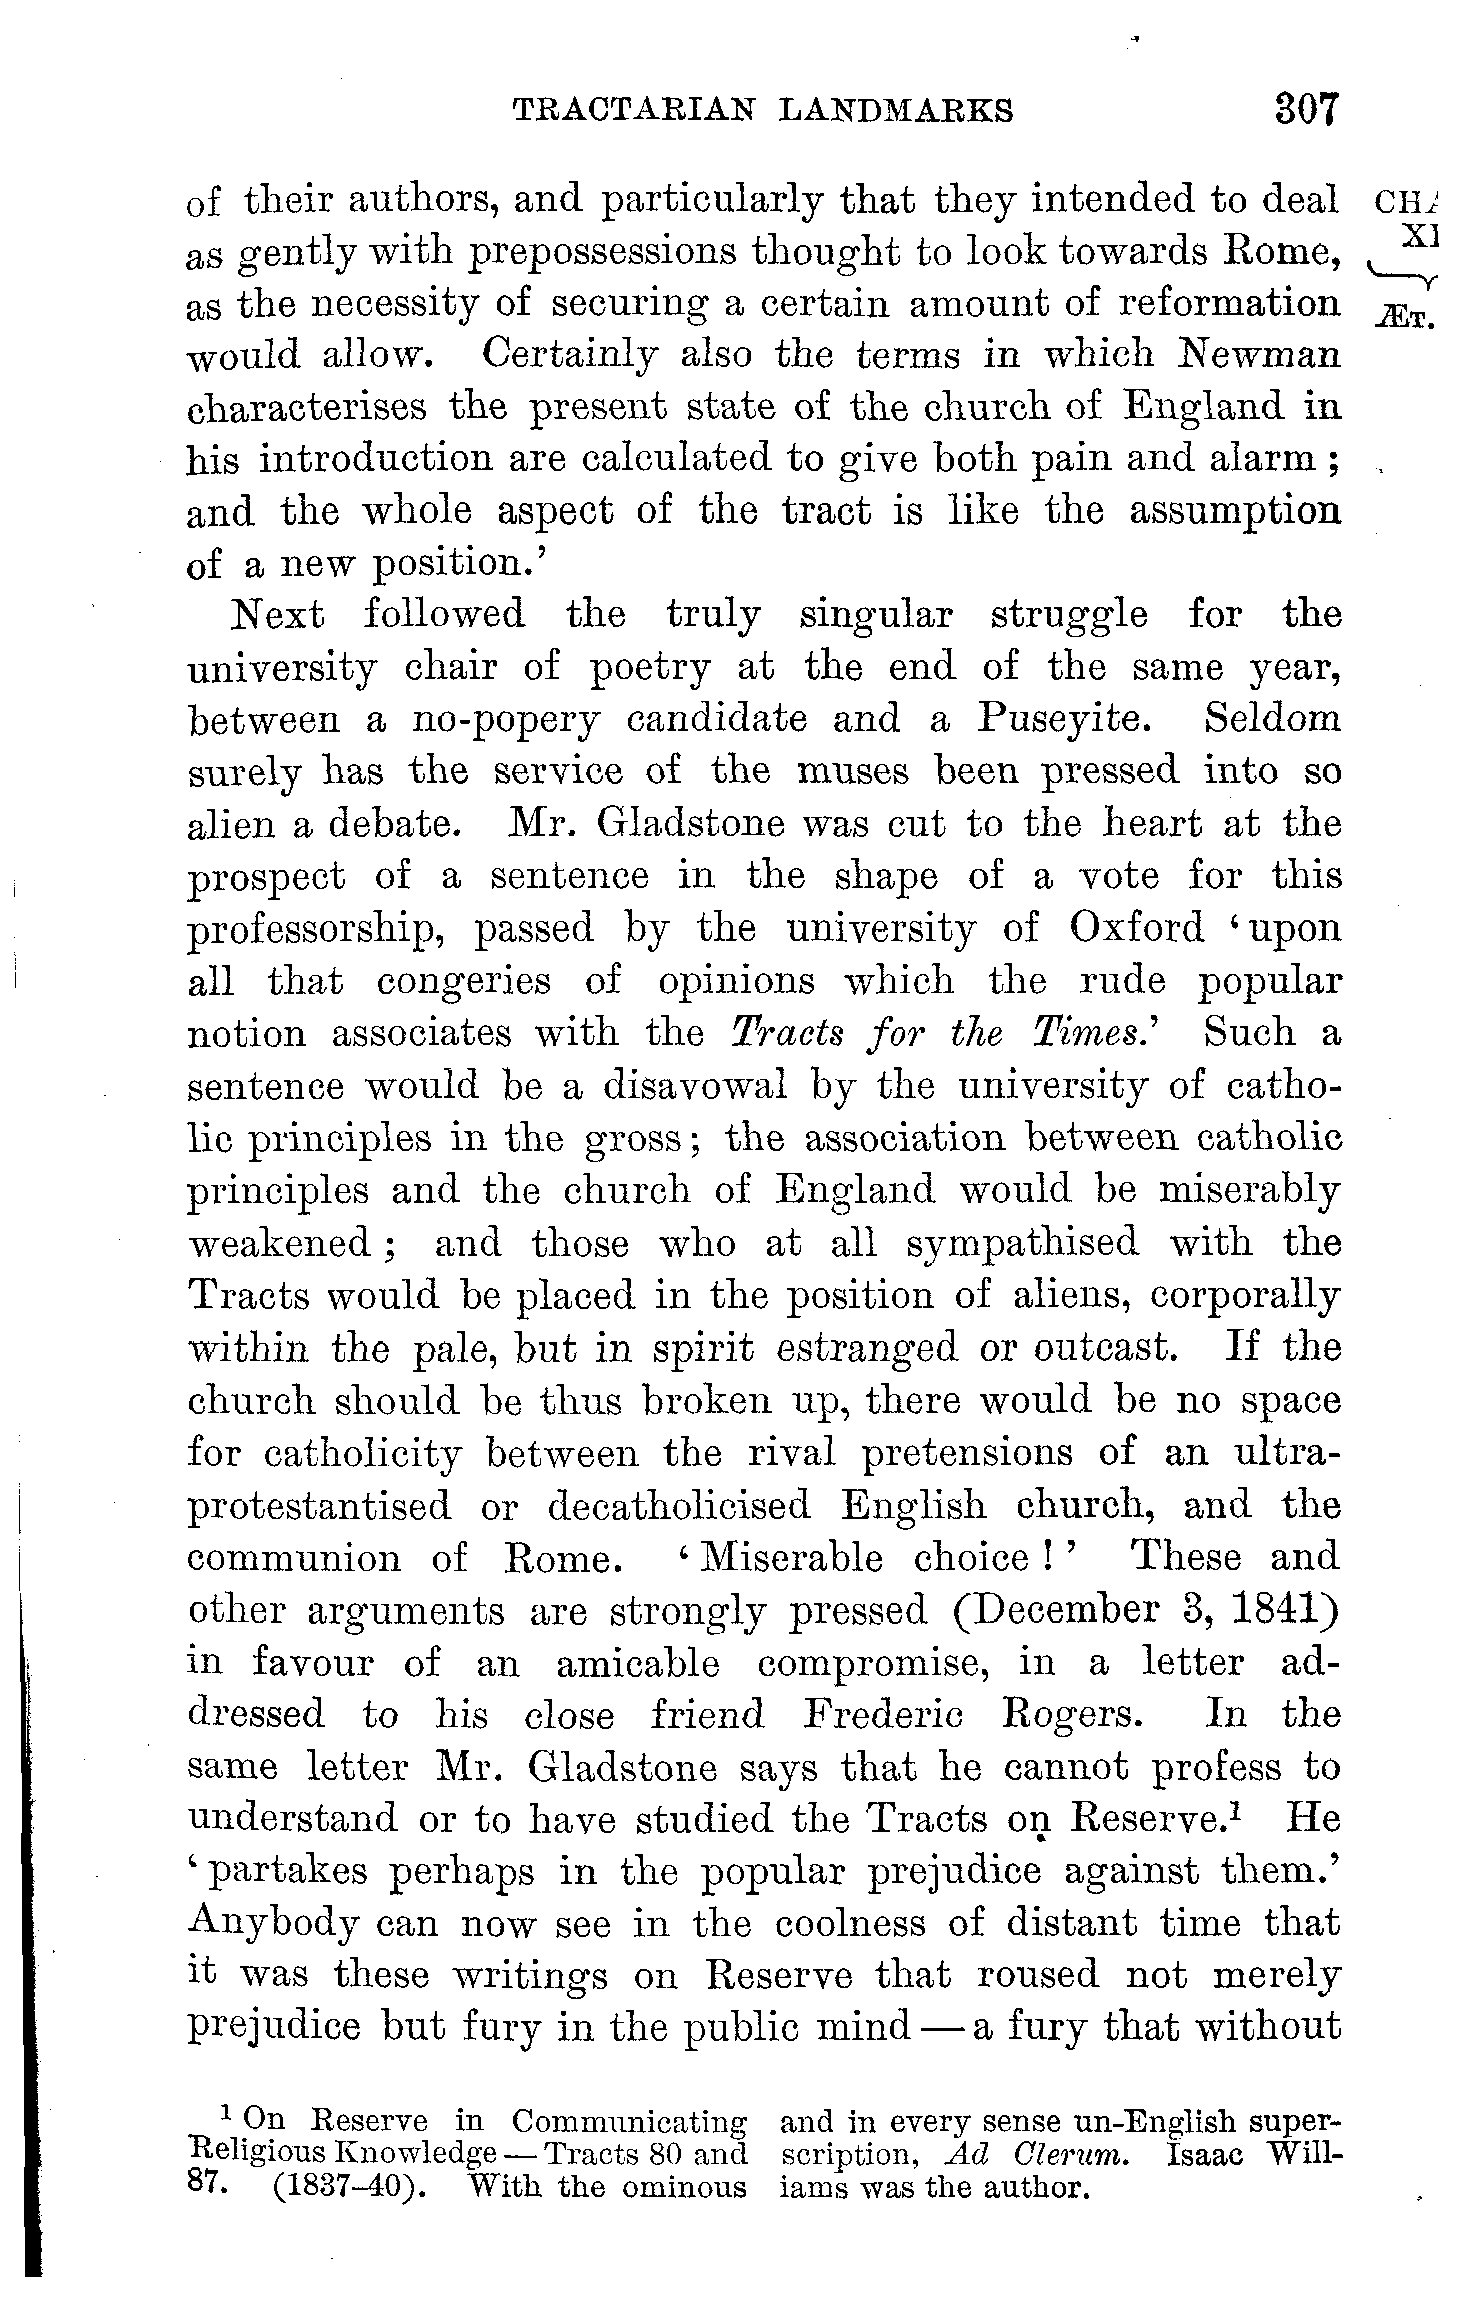 TRACTARIAN LANDMARKS 307
of their authors, and particularly that they intended to deal
as gently with prepossessions thought to look towards Rome,
as the necessity of securing a certain amount of reformation
would allow. Certainly also the terms in which Newman
characterises the present state of the church of England in
his introduction are calculated to give both pain and alarm ;
and the whole aspect of the tract is like the assumption
of a new position.’
Next followed the truly singular struggle for the
university chair of poetry at the end of the same year,
between a no-popery candidate and a Puseyite. Seldom
surely has the service of the muses been pressed into so
alien a debate. Mr. Gladstone was cut to the heart at the
prospect of a sentence in the shape of a vote for this
professorship, passed by the university of Oxford ‘upon
all that congeries of opinions which the rude popular
notion associates with the Tracts for the Times.’ Such a
sentence would be a disavowal by the university of catho-
lic principles in the gross; the association between catholic
principles and the church of England would be miserably
weakened ; and those who at all sympathised with the
Tracts would be placed in the position of aliens, corporally
within the pale, but in spirit estranged or outcast. If the
church should be thus broken up, there would be no space
for catholicity between the rival pretensions of an ultra-
protestantised or decatholicised English church, and the
communion of Rome. ‘Miserable choice ! ’ These and
other arguments are strongly pressed (December 3, 1841)
in favour of an amicable compromise, in a letter ad-
dressed to his close friend Frederic Rogers. In the
same letter Mr. Gladstone says that he cannot profess to
understand or to have studied the Tracts on Reserve.¹ He
‘partakes perhaps in the popular prejudice against them.’
Anybody can now see in the coolness of distant time that
it was these writings on Reserve that roused not merely
prejudice but fury in the public mind — a fury that without
CHA
XI
ÆT.
¹ On Reserve in Communicating
Religious Knowledge — Tracts 80 and
87. (1837–40). With the ominous
and in every sense un-English super-
scription, Ad Clerum. Isaac Will-
iams was the author.